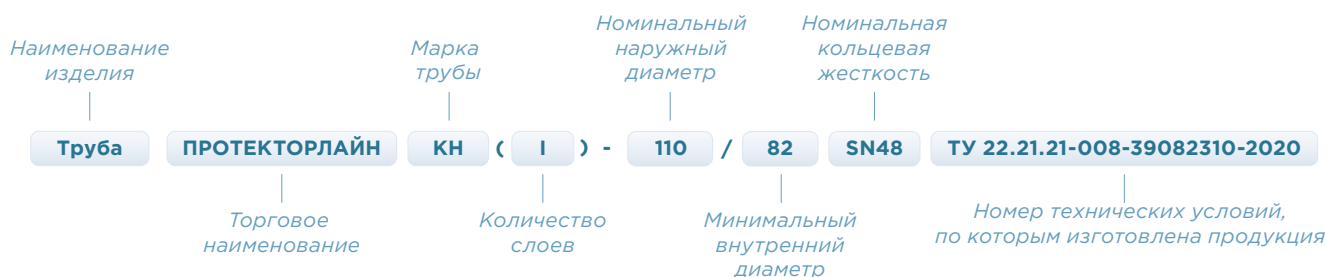 Наименование
изделия
Марка
трубы
Номинальный
наружный
диаметр
Номинальная
кольцевая
жесткость
Труба ПРОТЕКТОРЛАЙН КН ( I ) - 110 / 82 SN48 ТУ 22.21.21-008-39082310-2020
Торговое
наименование
Количество
слоев
Минимальный
внутренний
диаметр
Номер технических условий,
по которым изготовлена продукция